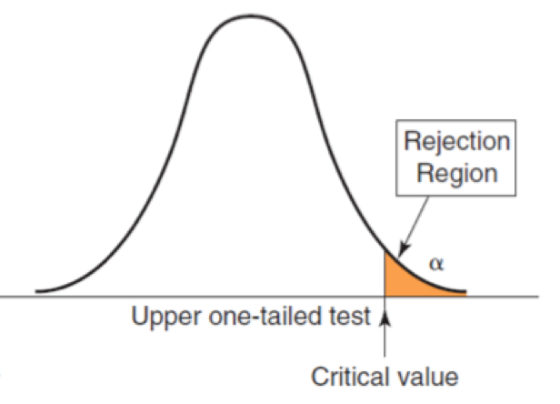 Rejection
Region
α
Upper one-tailed test
Critical value